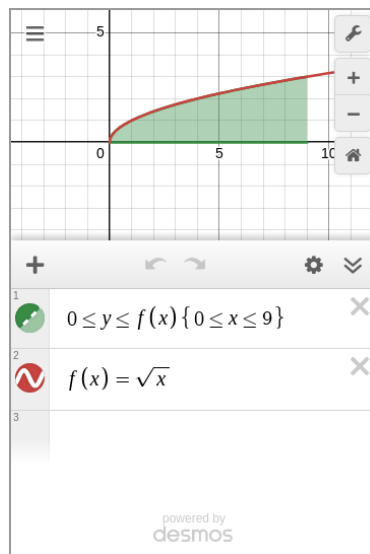 5
0 5 10
1
0 ≤ y ≤ f(x) {0 ≤ x ≤ 9}
2
f(x) = √x
3
powered by
desmos